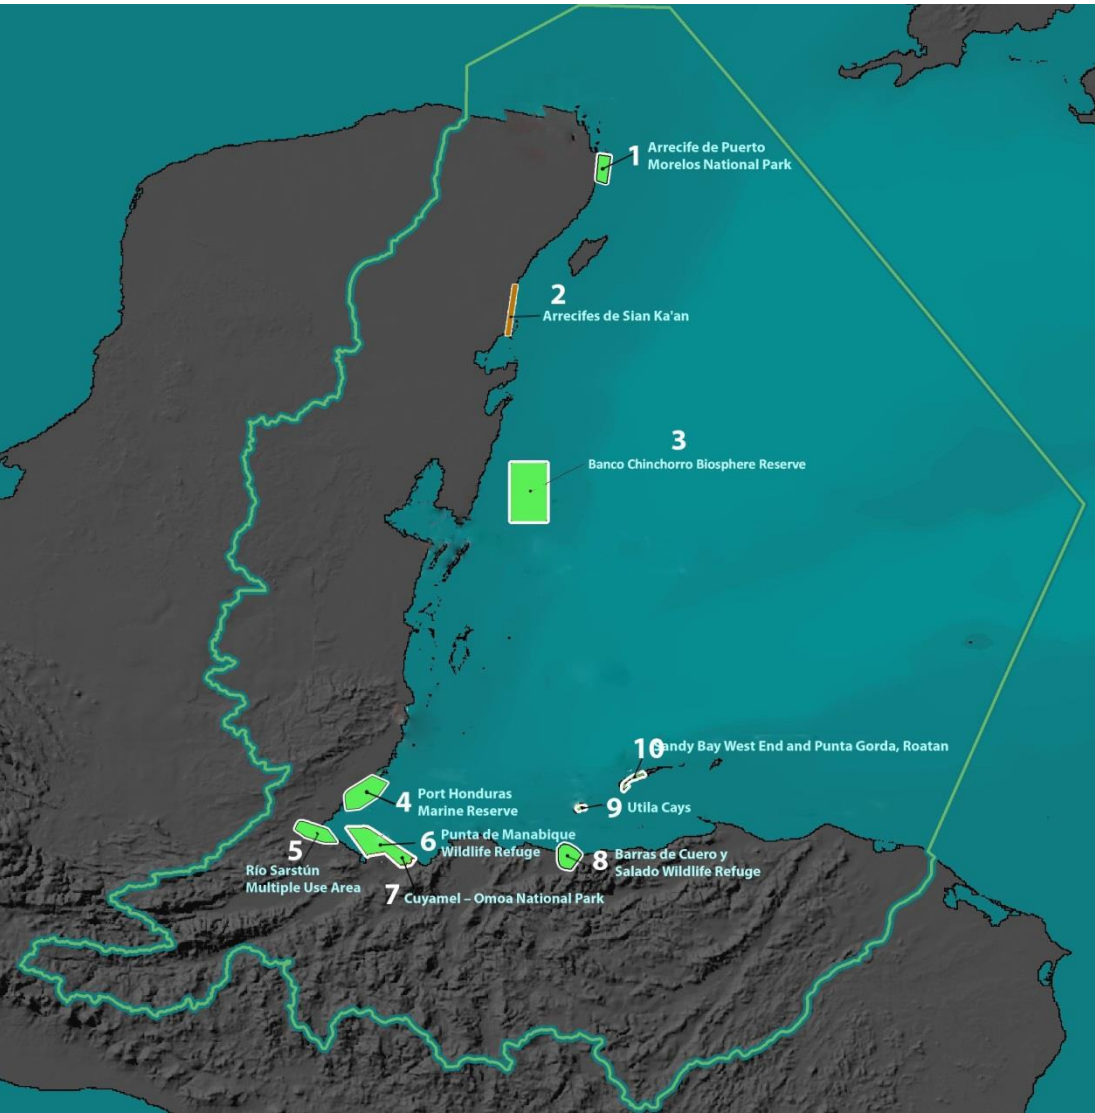 1
Arrecife de Puerto
Morelos National Park
2
Arrecifes de Sian Ka'an
3
Banco Chinchorro Biosphere Reserve
10
Sandy Bay West End and Punta Gorda, Roatan
4
Port Honduras
Marine Reserve
9 Utila Cays
5
Río Sarstún
Multiple Use Area
6
Punta de Manabique
Wildlife Refuge
8
Barras de Cuero y
Salado Wildlife Refuge
7 Cuyamel – Omoa National Park